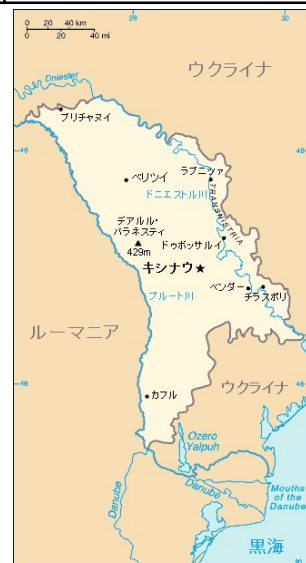 28
30
0 20 40 km
0 20 40 mi
ウクライナ
Dniester
ブリチャヌイ
48
48
ベリツイ
ラブニツァ
ドニエストル川
TRANSNISTRIA
デアルル・
バラネスティ
429m
ドゥボッサルイ
キシナウ★
プルート川
ベンダー
チラスポリ
ルーマニア
46
46
カフル
ウクライナ
Ozero
Yalpuh
Danube
Danube
Mouths
of the
Danube
黒海
30